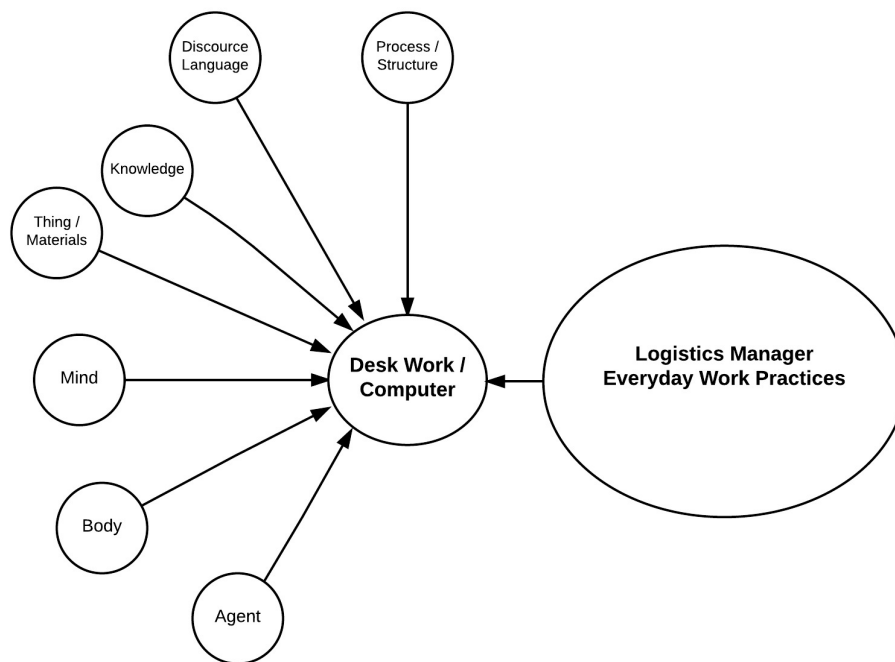 Discource
Language
Process /
Structure
Knowledge
Thing /
Materials
Mind
Desk Work /
Computer
Logistics Manager
Everyday Work Practices
Body
Agent